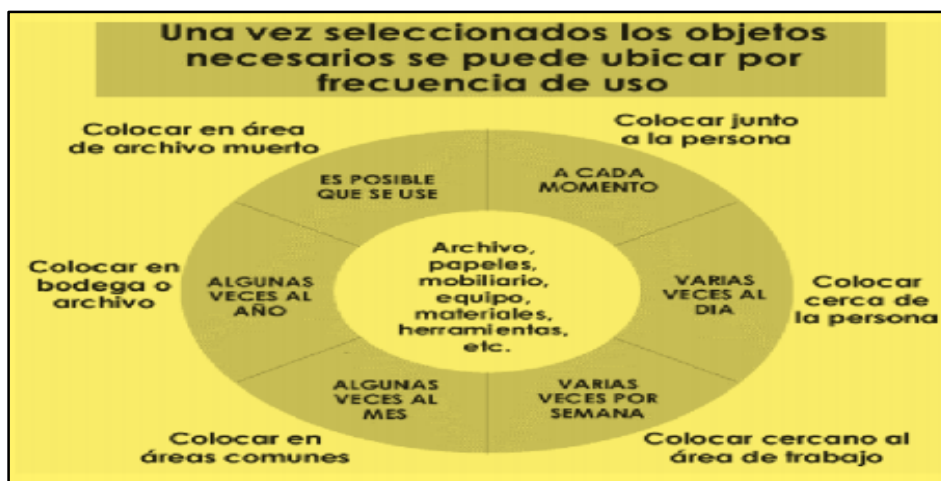 Una vez seleccionados los objetos
necesarios se puede ubicar por
frecuencia de uso
Colocar en área
de archivo muerto
Colocar junto
a la persona
ES POSIBLE
QUE SE USE
A CADA
MOMENTO
Colocar en
bodega o
archivo
ALGUNAS
VECES AL
AÑO
Archivo,
papeles,
mobiliario,
equipo,
materiales,
herramientas,
etc.
VARIAS
VECES AL
DIA
Colocar
cerca de
la persona
ALGUNAS
VECES AL
MES
VARIAS
VECES POR
SEMANA
Colocar en
áreas comunes
Colocar cercano al
área de trabajo